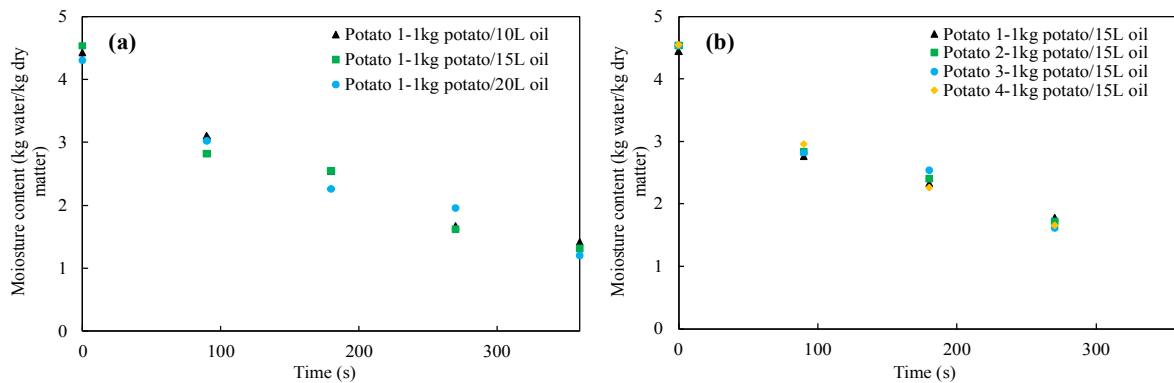 (a)
Potato 1-1kg potato/10L oil
Potato 1-1kg potato/15L oil
Potato 1-1kg potato/20L oil
Moiosture content (kg water/kg dry
matter)
5
4
3
2
1
0
0
100
200
300
Time (s)
(b)
Potato 1-1kg potato/15L oil
Potato 2-1kg potato/15L oil
Potato 3-1kg potato/15L oil
Potato 4-1kg potato/15L oil
Moiosture content (kg water/kg dry
matter)
5
4
3
2
1
0
0
100
200
300
Time (s)